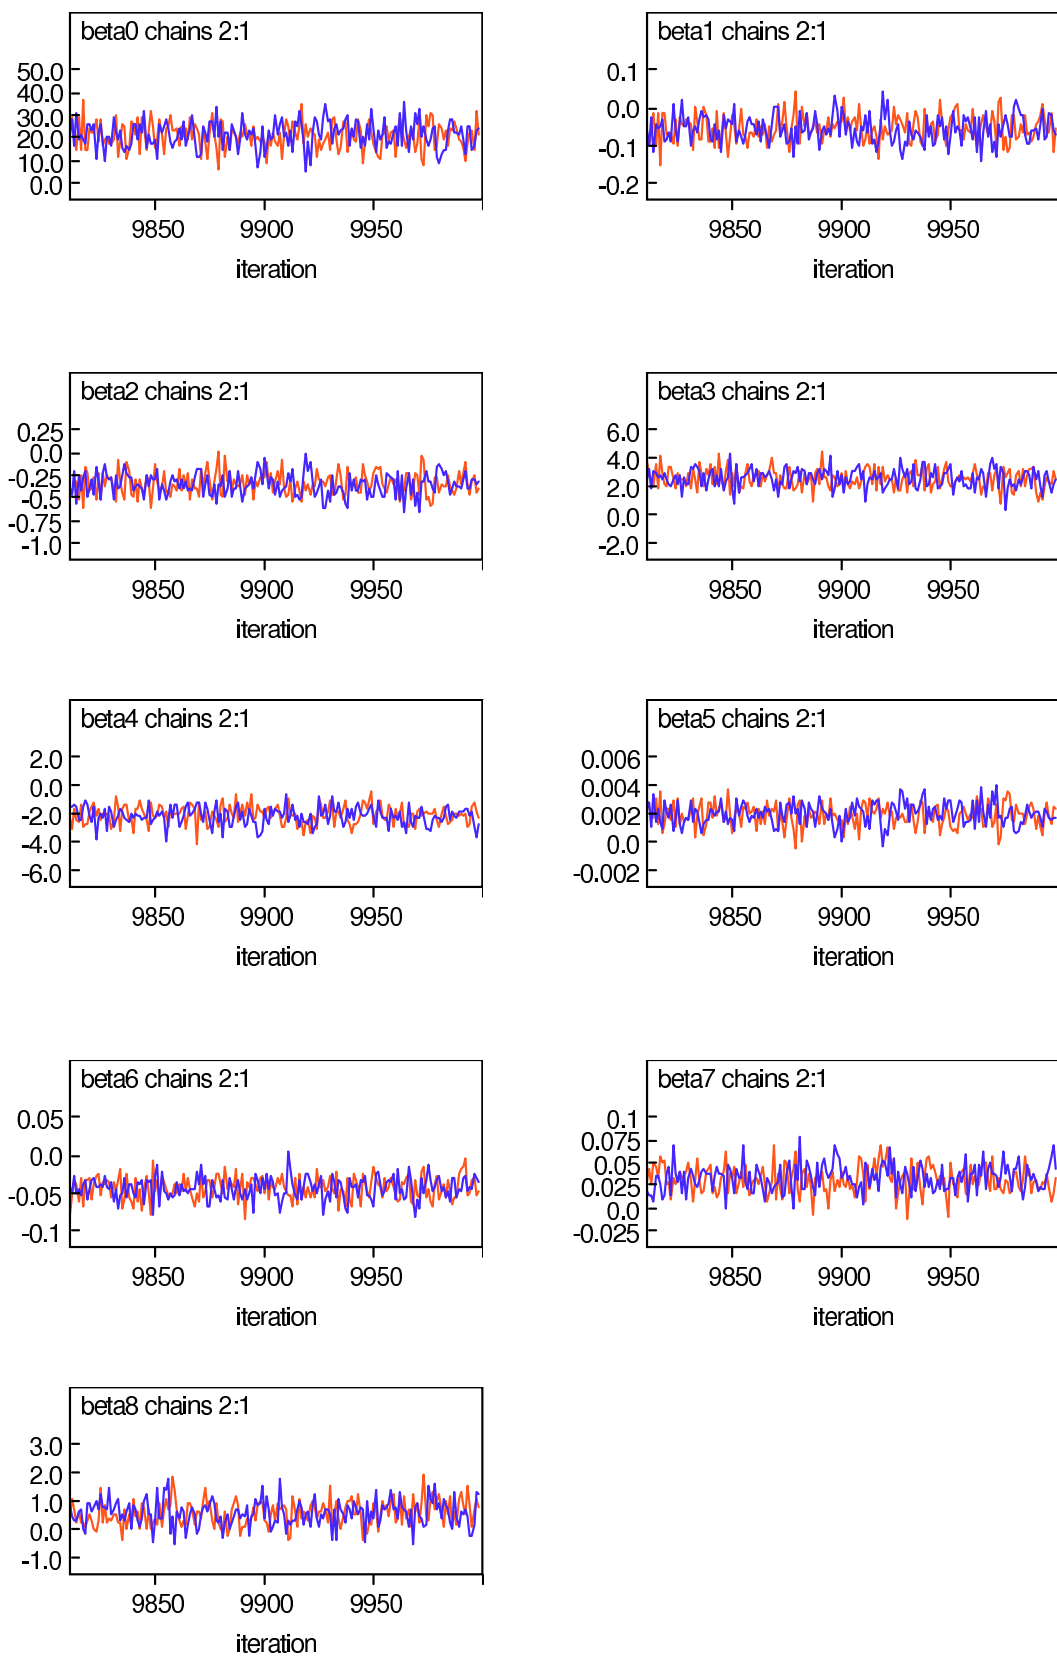 beta0 chains 2:1
50.0
40.0
30.0
20.0
10.0
0.0
9850 9900 9950
iteration
beta1 chains 2:1
0.1
0.0
-0.1
-0.2
9850 9900 9950
iteration
beta2 chains 2:1
0.25
0.0
-0.25
-0.5
-0.75
-1.0
9850 9900 9950
iteration
beta3 chains 2:1
6.0
4.0
2.0
0.0
-2.0
9850 9900 9950
iteration
beta4 chains 2:1
2.0
0.0
-2.0
-4.0
-6.0
9850 9900 9950
iteration
beta5 chains 2:1
0.006
0.004
0.002
0.0
-0.002
9850 9900 9950
iteration
beta6 chains 2:1
0.05
0.0
-0.05
-0.1
9850 9900 9950
iteration
beta7 chains 2:1
0.1
0.075
0.05
0.025
0.0
-0.025
9850 9900 9950
iteration
beta8 chains 2:1
3.0
2.0
1.0
0.0
-1.0
9850 9900 9950
iteration